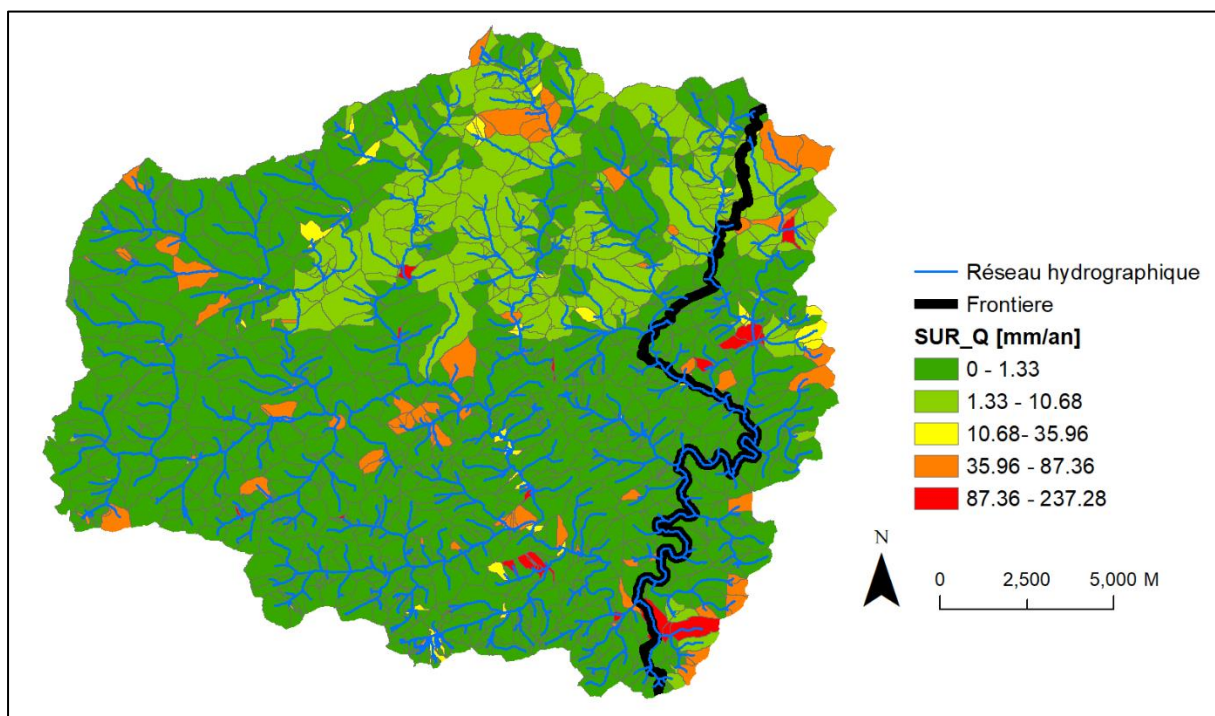 Réseau hydrographique
Frontiere
SUR_Q [mm/an]
0 - 1.33
1.33 - 10.68
10.68- 35.96
35.96 - 87.36
87.36 - 237.28
N
0 2,500 5,000 M